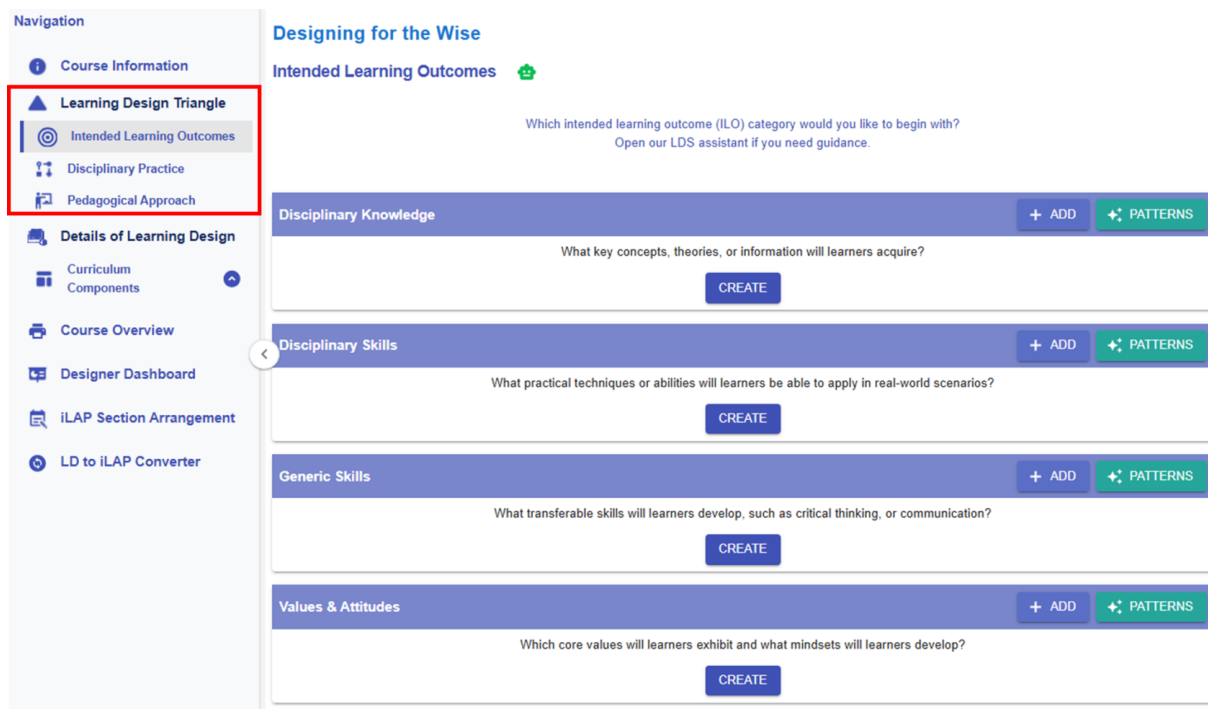 Navigation
Course Information
Learning Design Triangle
Intended Learning Outcomes
Disciplinary Practice
Pedagogical Approach
Details of Learning Design
Curriculum
Components
Course Overview
Designer Dashboard
iLAP Section Arrangement
LD to iLAP Converter
Designing for the Wise
Intended Learning Outcomes
Which intended learning outcome (ILO) category would you like to begin with?
Open our LDS assistant if you need guidance.
Disciplinary Knowledge + ADD PATTERNS
What key concepts, theories, or information will learners acquire?
CREATE
Disciplinary Skills + ADD PATTERNS
What practical techniques or abilities will learners be able to apply in real-world scenarios?
CREATE
Generic Skills + ADD PATTERNS
What transferable skills will learners develop, such as critical thinking, or communication?
CREATE
Values & Attitudes + ADD PATTERNS
Which core values will learners exhibit and what mindsets will learners develop?
CREATE